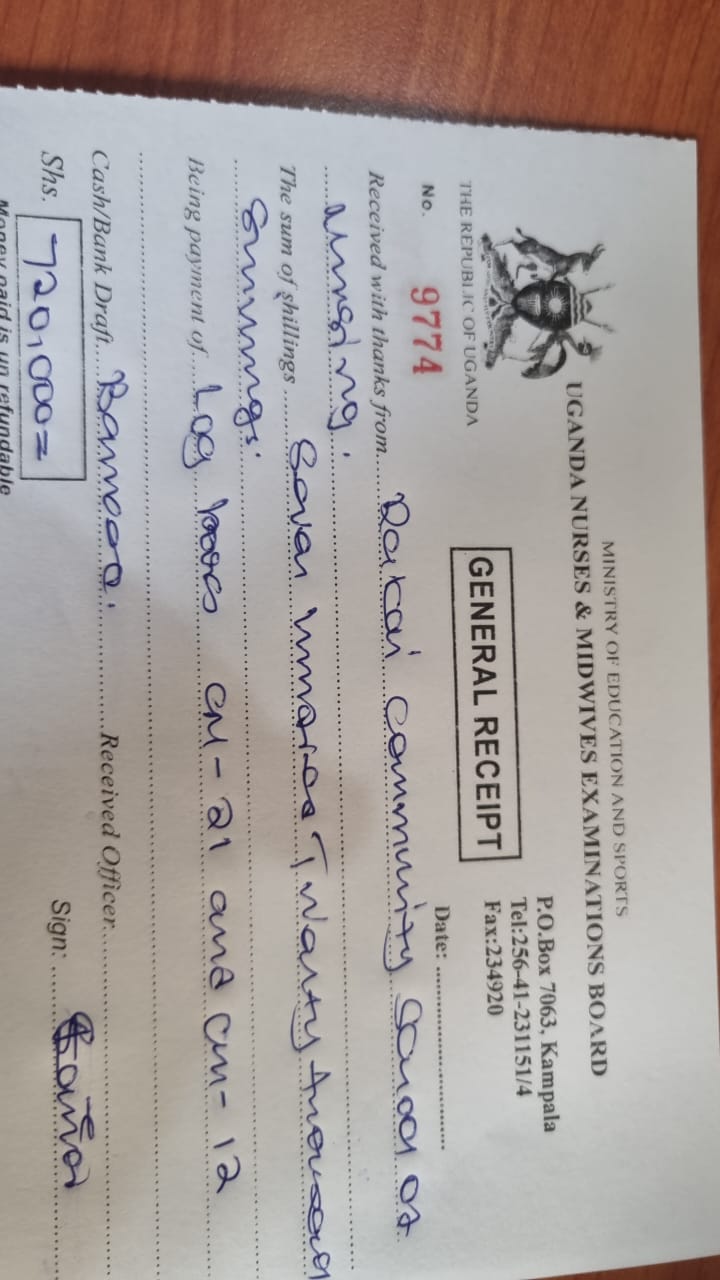 MINISTRY OF EDUCATION AND SPORTS
UGANDA NURSES & MIDWIVES EXAMINATIONS BOARD
P.O.Box 7063, Kampala
Tel:256-41-231151/4
Fax:234920
THE REPUBLIC OF UGANDA
GENERAL RECEIPT
No. 9774
Date: ..............................
Received with thanks from.... Rakai community School of
nursing.
The sum of shillings .... Seven Hundred Twenty thousand
Shillings.
Being payment of.... Log books CN - 21 and CM - 12
Cash/Bank Draft....
Received Officer....
Shs. 720,000=
Sign: ....
Money paid is un refundable